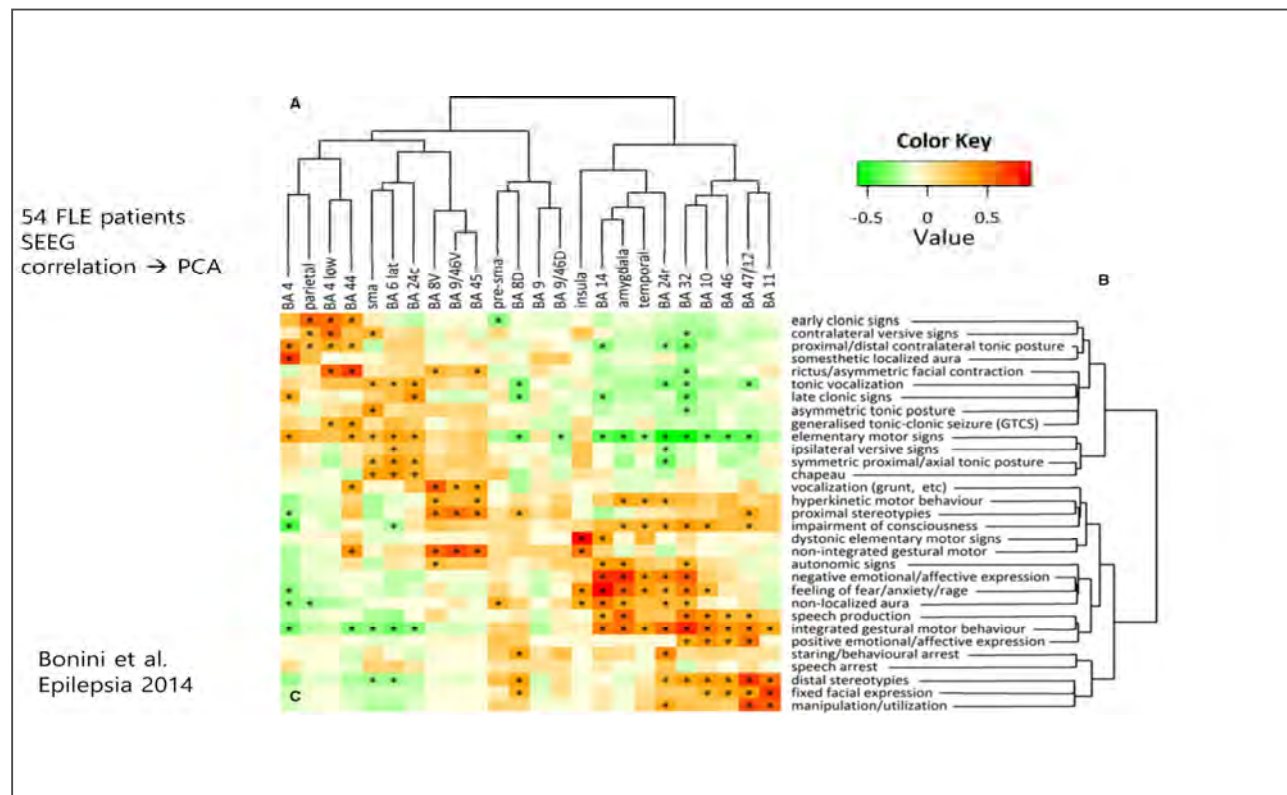 A
Color Key
-0.5 0 0.5
Value
54 FLE patients
SEEG
correlation → PCA
BA 4
parietal
BA 4 low
BA 44
sma
BA 6 lat
BA 24c
BA 8V
BA 9/46V
BA 45
pre-sma
BA 8D
BA 9
BA 9/46D
insula
BA 14
amygdala
temporal
BA 24r
BA 32
BA 10
BA 46
BA 47/12
BA 11
B
early clonic signs
contralateral versive signs
proximal/distal contralateral tonic posture
somesthetic localized aura
rictus/asymmetric facial contraction
tonic vocalization
late clonic signs
asymmetric tonic posture
generalised tonic-clonic seizure (GTCS)
elementary motor signs
ipsilateral versive signs
symmetric proximal/axial tonic posture
chapeau
vocalization (grunt, etc)
hyperkinetic motor behaviour
proximal stereotypies
impairment of consciousness
dystonic elementary motor signs
non-integrated gestural motor
autonomic signs
negative emotional/affective expression
feeling of fear/anxiety/rage
non-localized aura
speech production
integrated gestural motor behaviour
positive emotional/affective expression
staring/behavioural arrest
speech arrest
distal stereotypies
fixed facial expression
manipulation/utilization
Bonini et al.
Epilepsia 2014
C